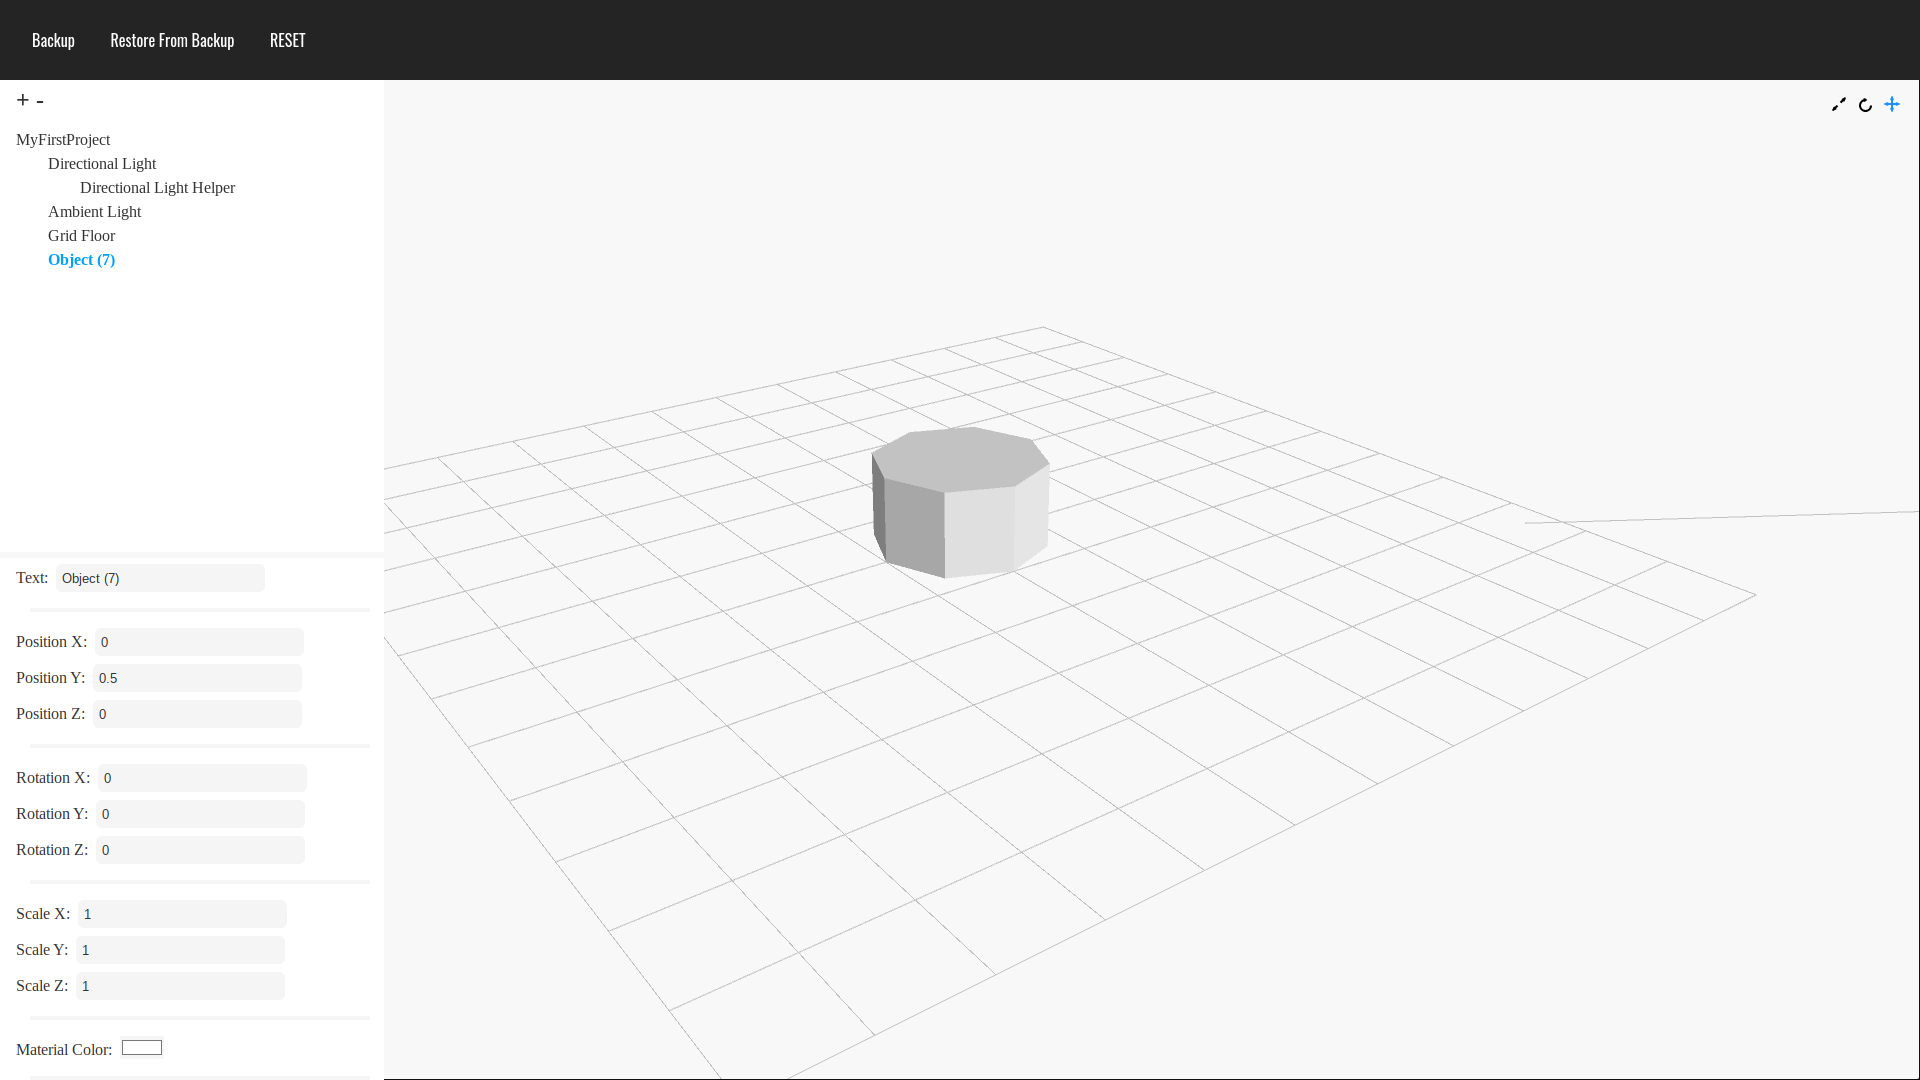 Backup Restore From Backup RESET
+ -
MyFirstProject
Directional Light
Directional Light Helper
Ambient Light
Grid Floor
Object (7)
Text: Object (7)
Position X: 0
Position Y: 0.5
Position Z: 0
Rotation X: 0
Rotation Y: 0
Rotation Z: 0
Scale X: 1
Scale Y: 1
Scale Z: 1
Material Color: